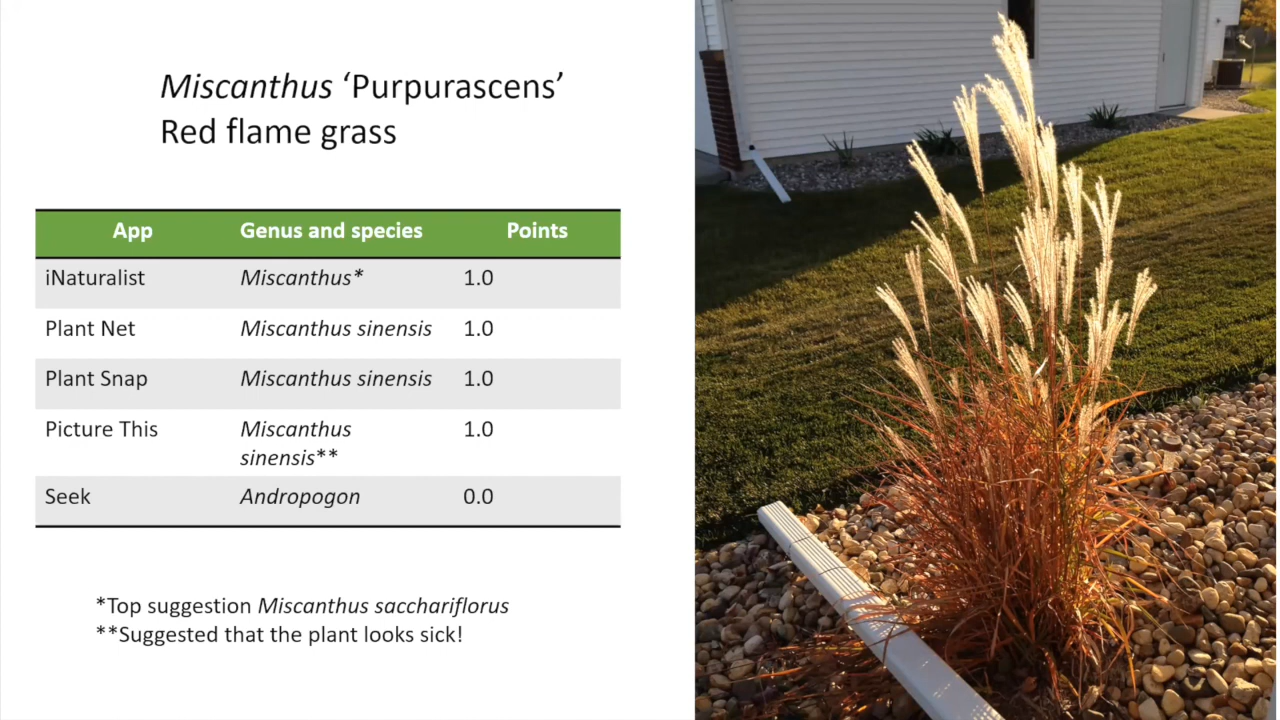 Miscanthus ‘Purpurascens’
Red flame grass
App Genus and species Points
iNaturalist Miscanthus* 1.0
Plant Net Miscanthus sinensis 1.0
Plant Snap Miscanthus sinensis 1.0
Picture This Miscanthus 1.0
sinensis**
Seek Andropogon 0.0
*Top suggestion Miscanthus sacchariflorus
**Suggested that the plant looks sick!